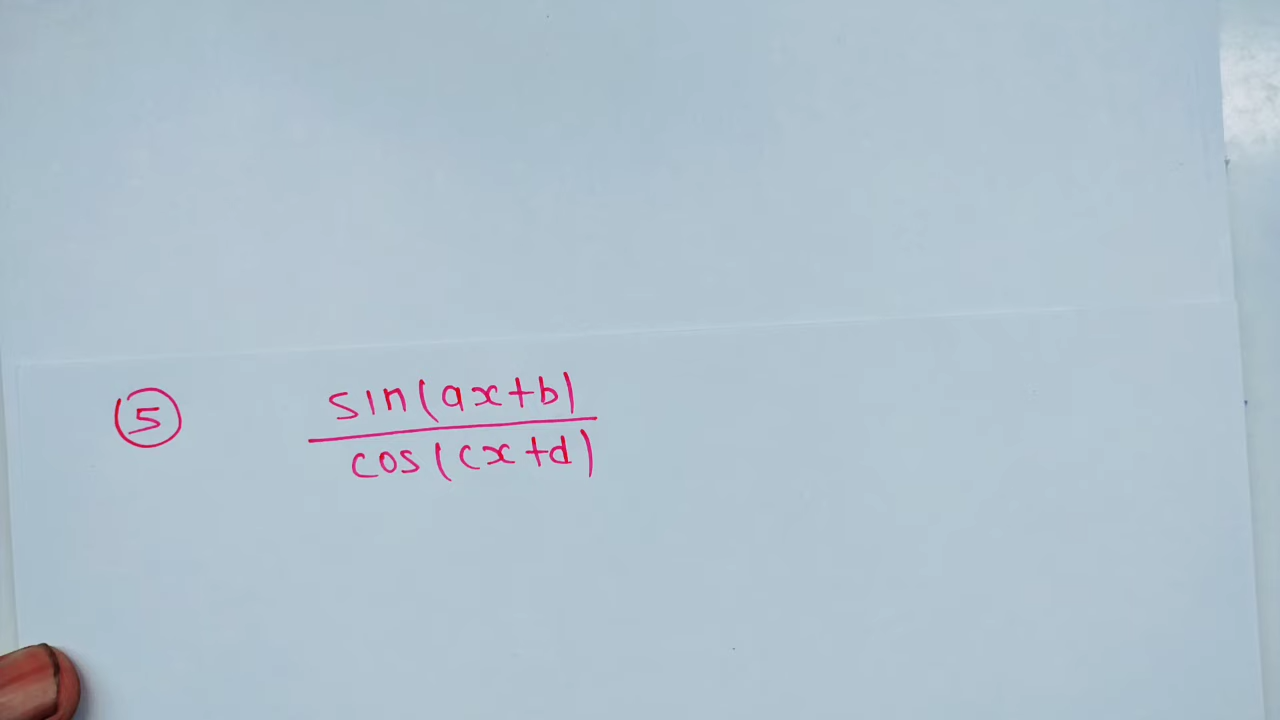 ⑤ sin(ax+b)
cos(cx+d)